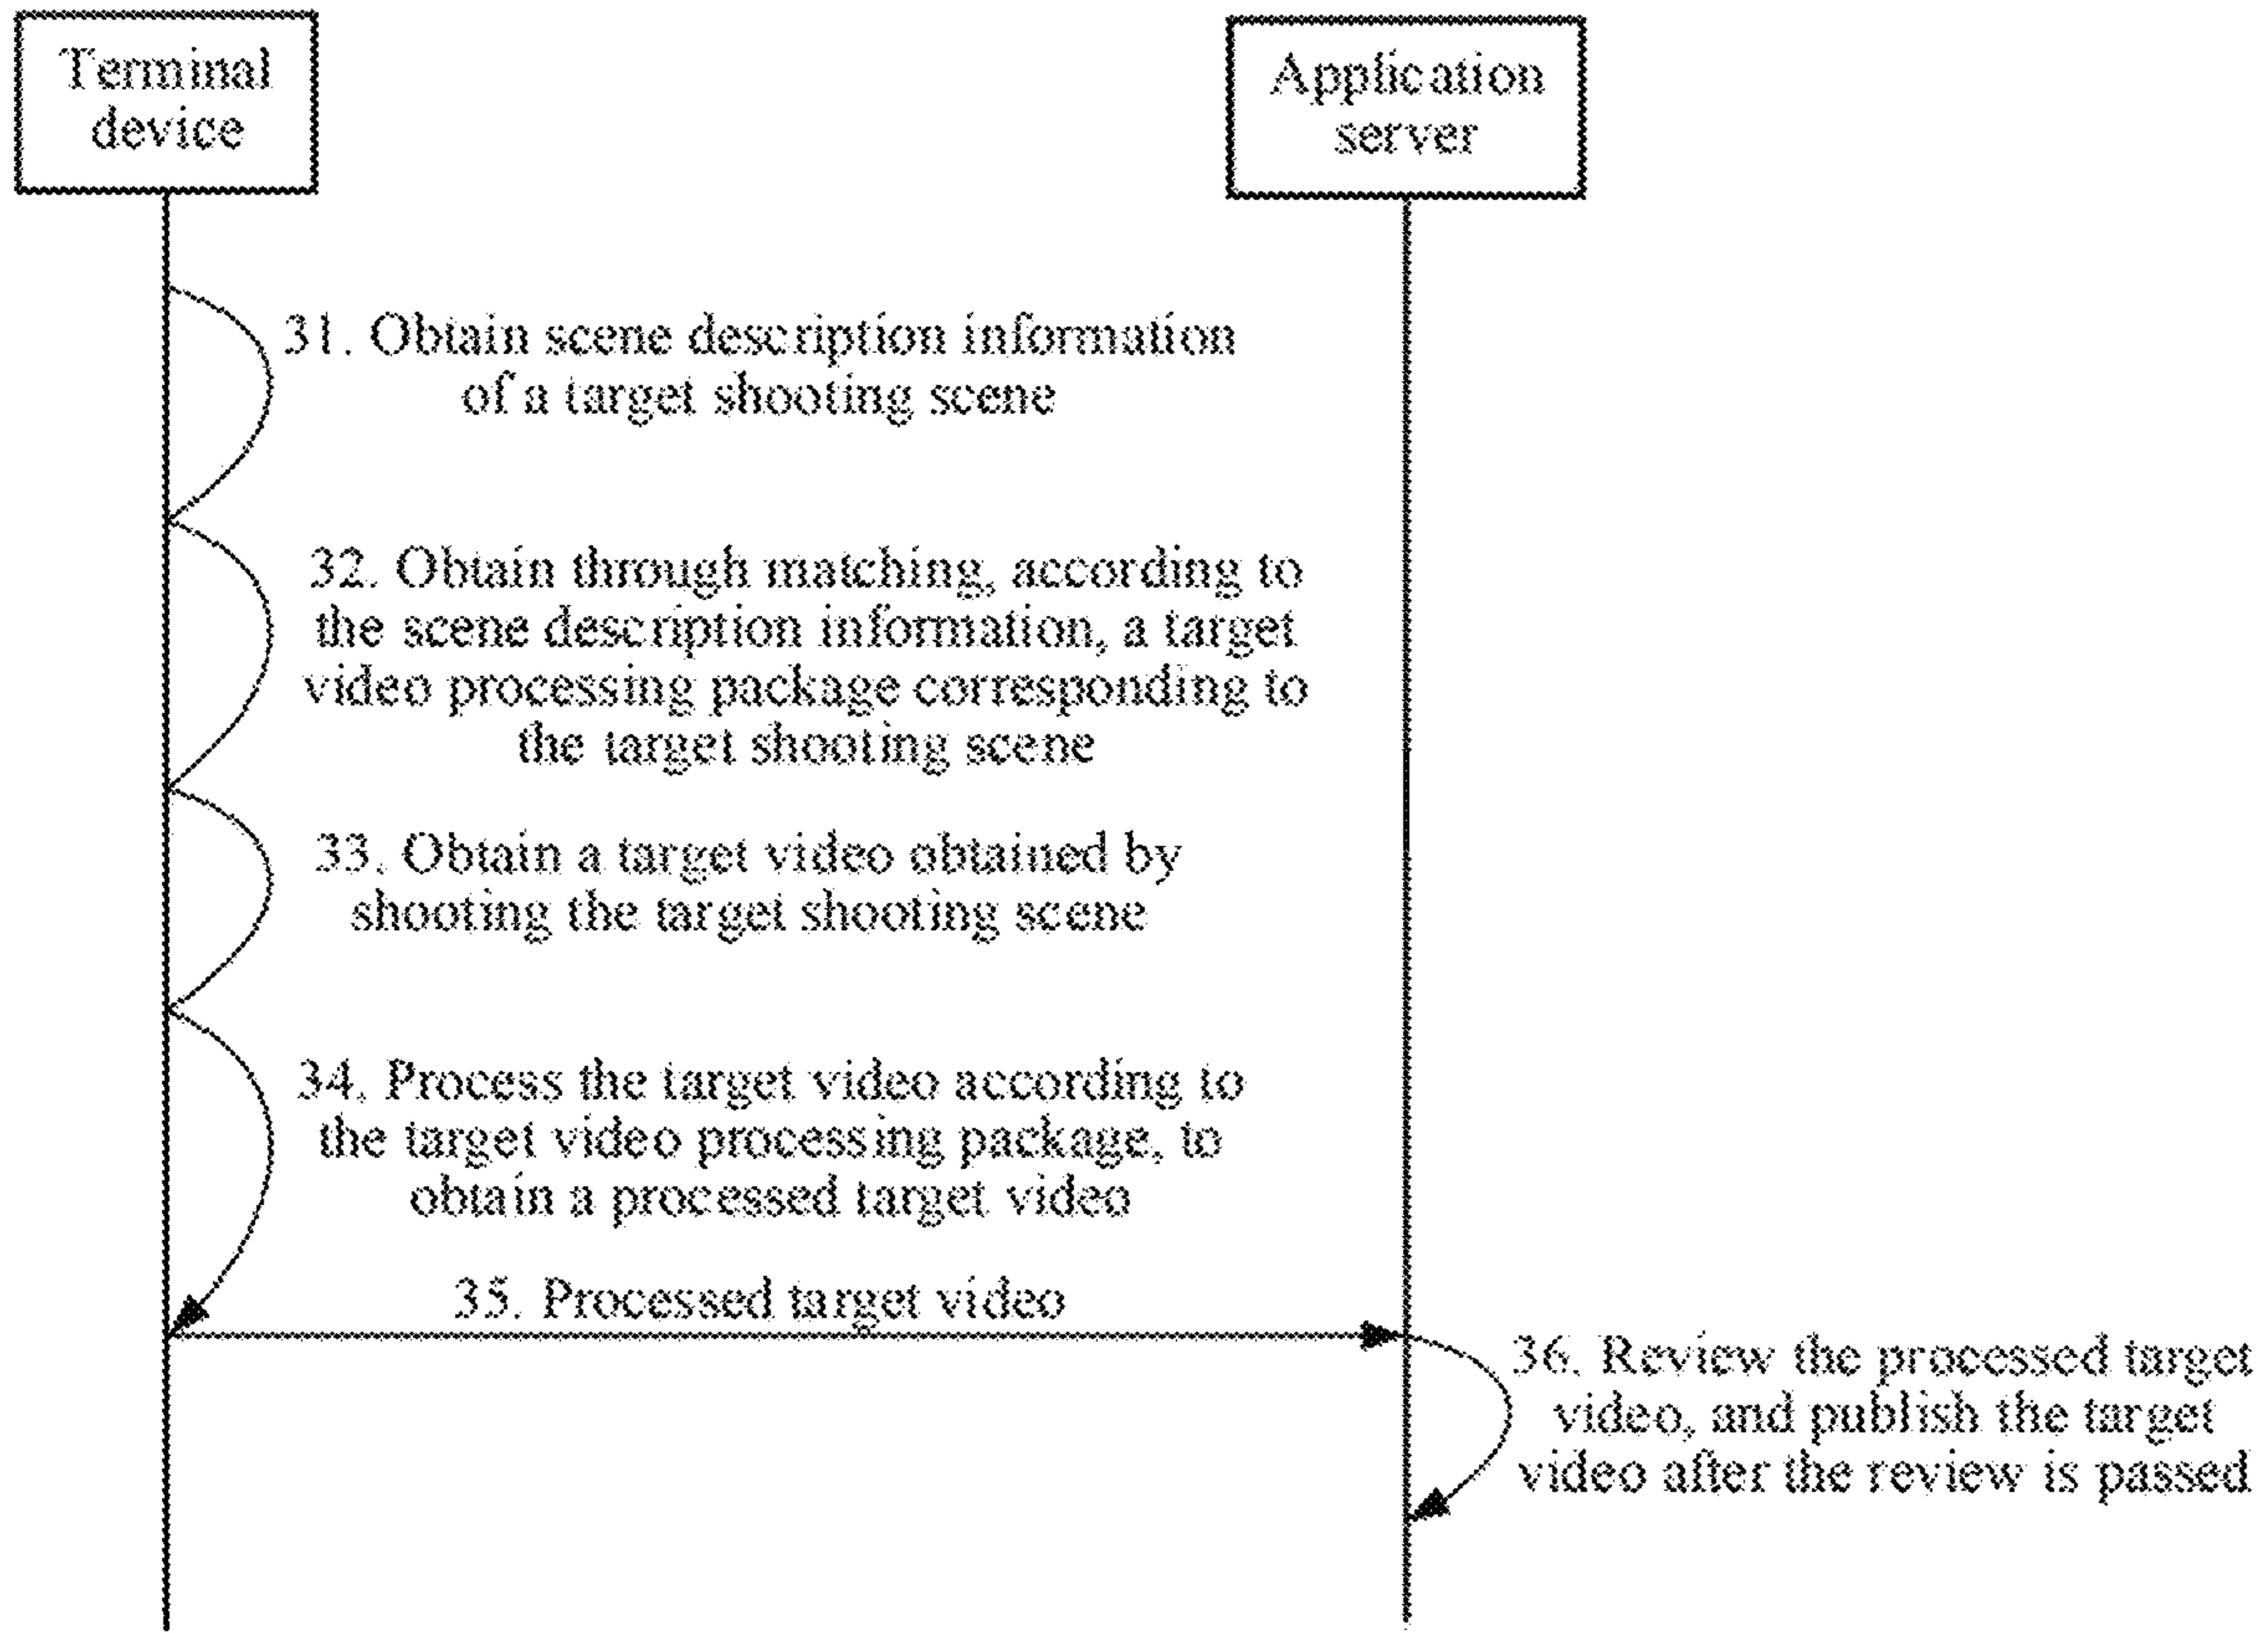 Terminal
device
Application
server
31. Obtain scene description information
of a target shooting scene
32. Obtain through matching, according to
the scene description information, a target
video processing package corresponding to
the target shooting scene
33. Obtain a target video obtained by
shooting the target shooting scene
34. Process the target video according to
the target video processing package, to
obtain a processed target video
35. Processed target video
36. Review the processed target
video, and publish the target
video after the review is passed